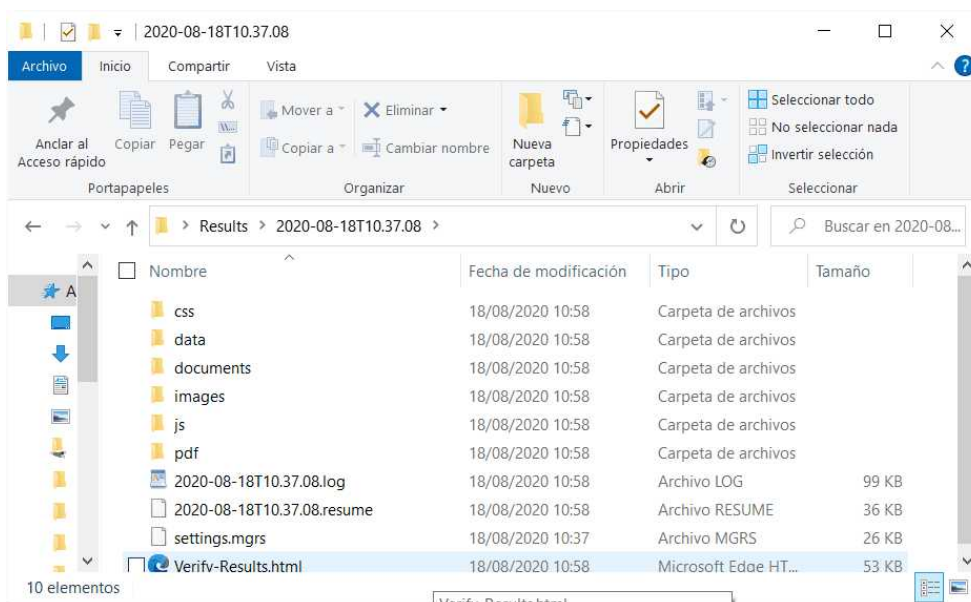 2020-08-18T10.37.08
Archivo Inicio Compartir Vista
Anclar al Acceso rápido
Copiar
Pegar
Mover a
Eliminar
Copiar a
Cambiar nombre
Nueva carpeta
Propiedades
Seleccionar todo
No seleccionar nada
Invertir selección
Portapapeles Organizar Nuevo Abrir Seleccionar
Results > 2020-08-18T10.37.08 >
Buscar en 2020-08...
Nombre Fecha de modificación Tipo Tamaño
A
css 18/08/2020 10:58 Carpeta de archivos
data 18/08/2020 10:58 Carpeta de archivos
documents 18/08/2020 10:58 Carpeta de archivos
images 18/08/2020 10:58 Carpeta de archivos
js 18/08/2020 10:58 Carpeta de archivos
pdf 18/08/2020 10:58 Carpeta de archivos
2020-08-18T10.37.08.log 18/08/2020 10:58 Archivo LOG 99 KB
2020-08-18T10.37.08.resume 18/08/2020 10:58 Archivo RESUME 36 KB
settings.mgrs 18/08/2020 10:37 Archivo MGRS 26 KB
Verify-Results.html 18/08/2020 10:58 Microsoft Edge HT... 53 KB
10 elementos
Verify-Results.html